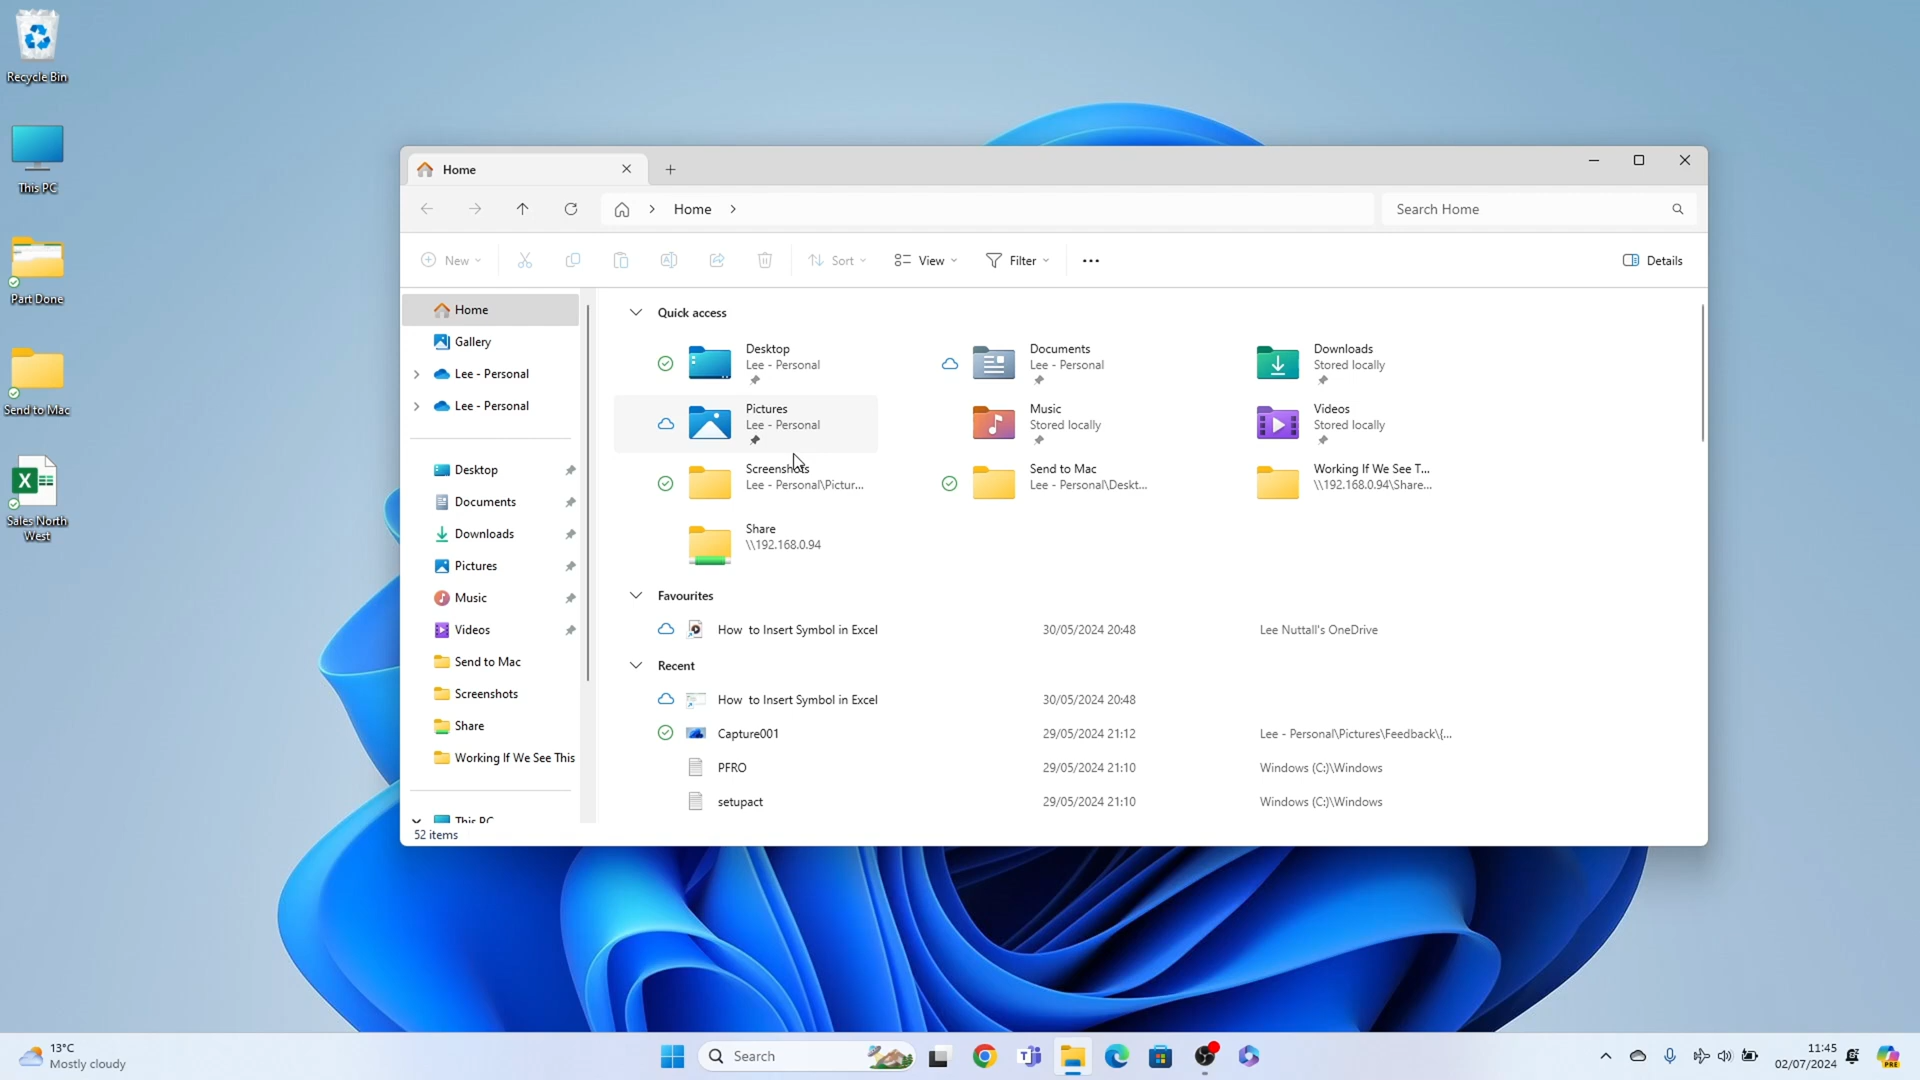 Recycle Bin
This PC
Part Done
Send to Mac
Sales North
West
Home
Home
Search Home
New
Sort
View
Filter
Details
Home
Gallery
Lee - Personal
Lee - Personal
Desktop
Documents
Downloads
Pictures
Music
Videos
Send to Mac
Screenshots
Share
Working If We See This
This PC
52 items
Quick access
Desktop
Lee - Personal
Documents
Lee - Personal
Downloads
Stored locally
Pictures
Lee - Personal
Music
Stored locally
Videos
Stored locally
Screenshots
Lee - Personal\Pictur...
Send to Mac
Lee - Personal\Deskt...
Working If We See T...
\\192.168.0.94\Share...
Share
\\192.168.0.94
Favourites
How to Insert Symbol in Excel 30/05/2024 20:48 Lee Nuttall's OneDrive
Recent
How to Insert Symbol in Excel 30/05/2024 20:48
Capture001 29/05/2024 21:12 Lee - Personal\Pictures\Feedback\{...
PFRO 29/05/2024 21:10 Windows (C:)\Windows
setupact 29/05/2024 21:10 Windows (C:)\Windows
13°C
Mostly cloudy
Search
11:45
02/07/2024
PRE